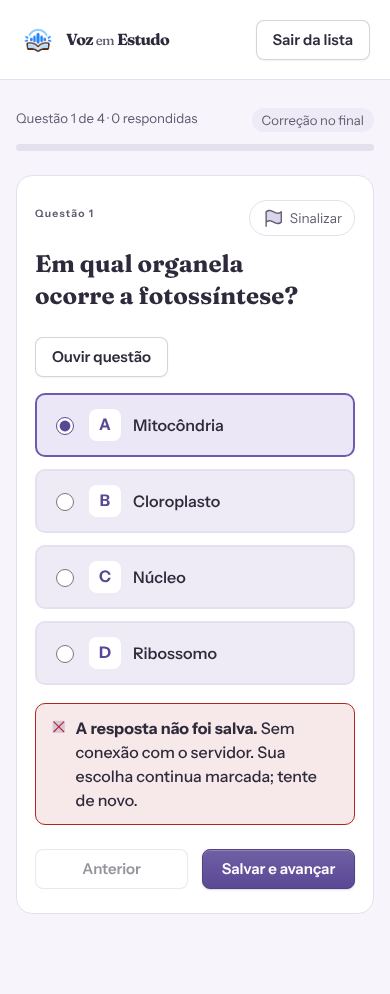 Voz em Estudo
Sair da lista
Questão 1 de 4 · 0 respondidas
Correção no final
Questão 1
Sinalizar
Em qual organela
ocorre a fotossíntese?
Ouvir questão
A Mitocôndria
B Cloroplasto
C Núcleo
D Ribossomo
A resposta não foi salva. Sem
conexão com o servidor. Sua
escolha continua marcada; tente
de novo.
Anterior
Salvar e avançar